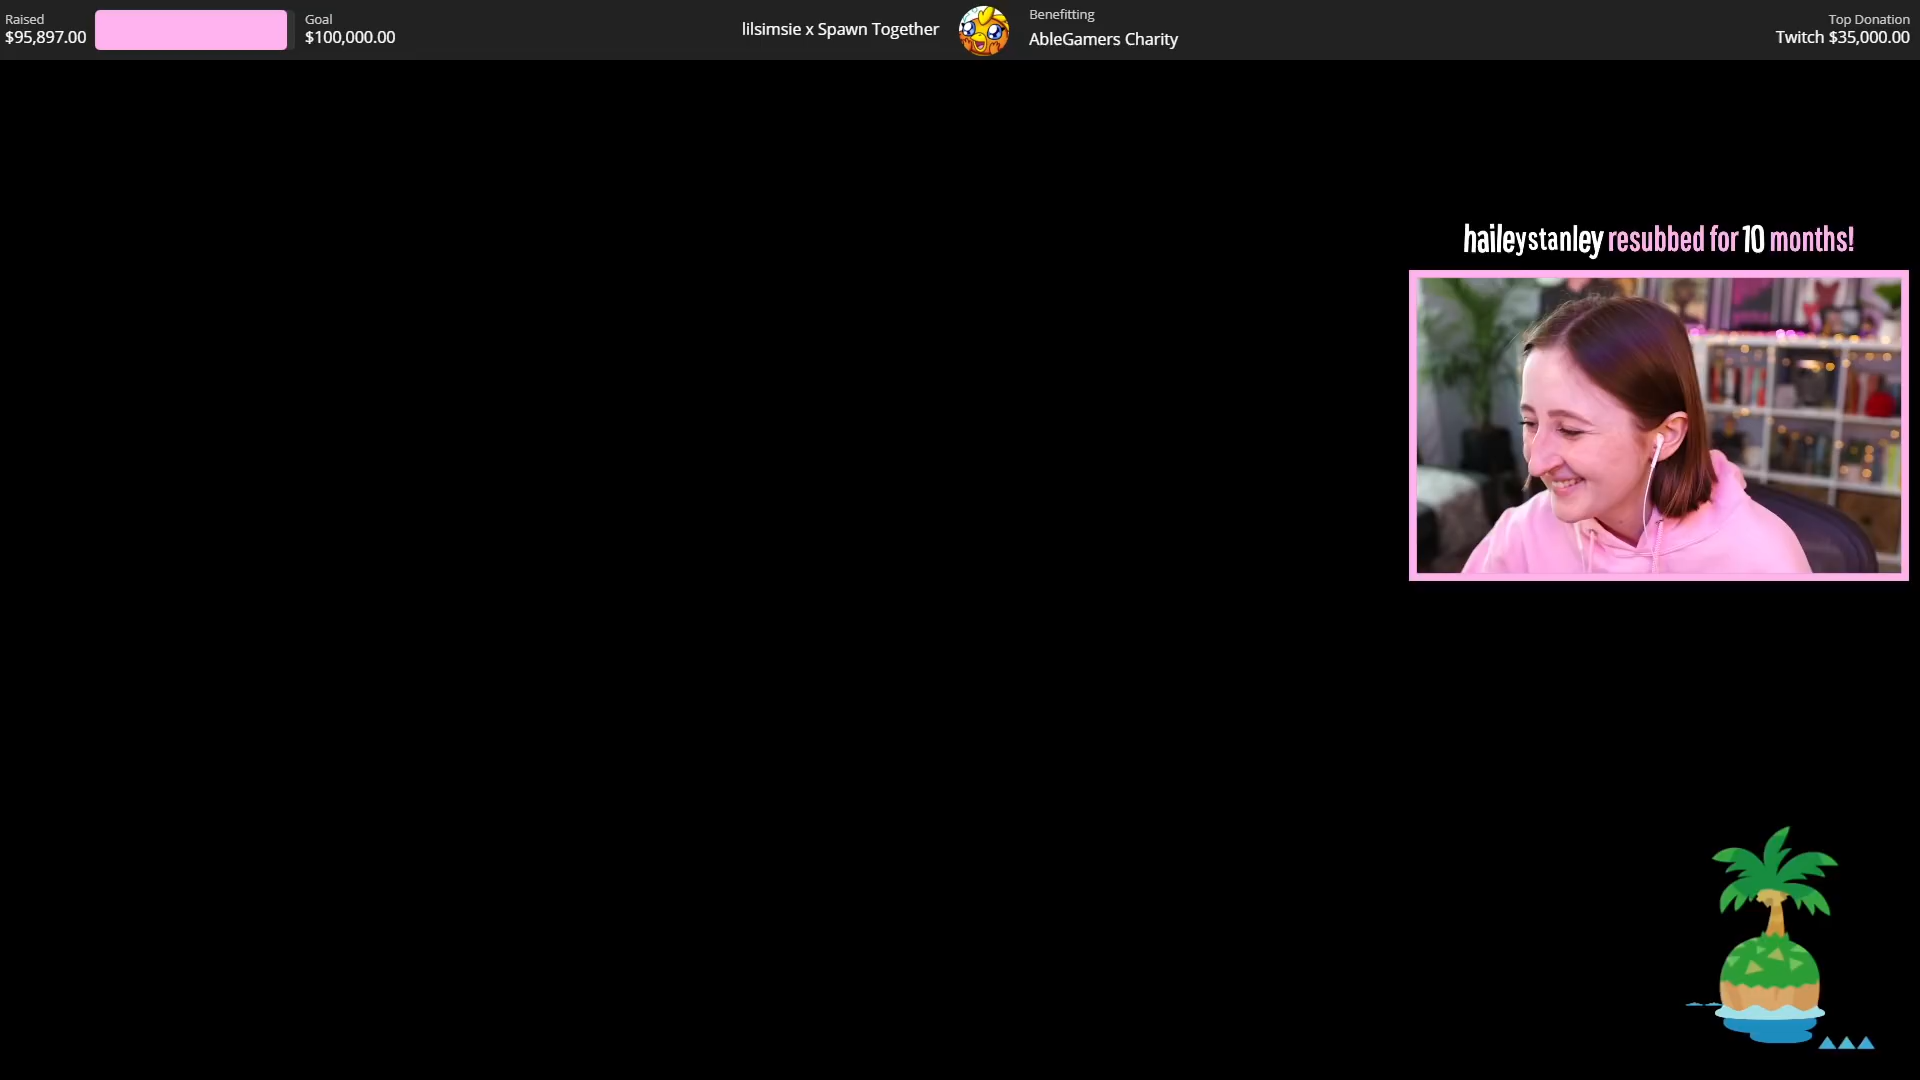 Raised
$95,897.00
Goal
$100,000.00
lilsimsie x Spawn Together
Benefitting
AbleGamers Charity
Top Donation
Twitch $35,000.00
haileystanley resubbed for 10 months!